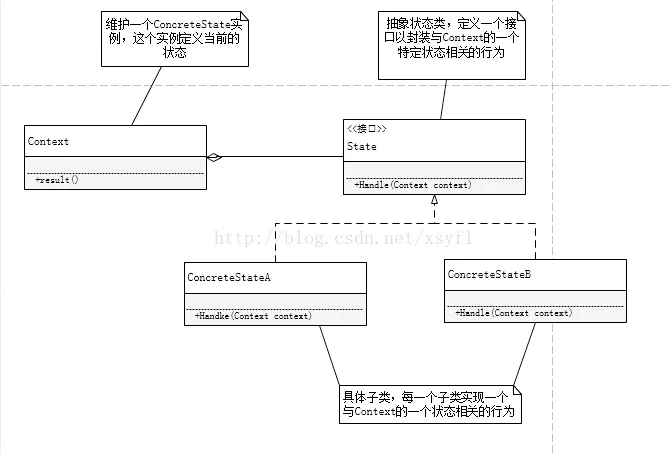 维护一个ConcreteState实
例，这个实例定义当前的
状态
抽象状态类，定义一个接
口以封装与Context的一个
特定状态相关的行为
Context
+result()
<<接口>>
State
+Handle(Context context)
http://blog.csdn.net/xsyfl
ConcreteStateA
+Handke(Context context)
ConcreteStateB
+Handle(Context context)
具体子类，每一个子类实现一个
与Context的一个状态相关的行为